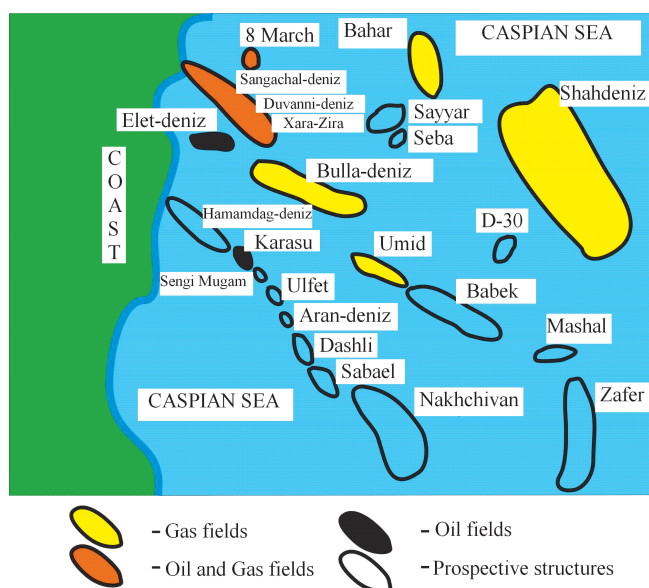 8 March
Bahar
CASPIAN SEA
Sangachal-deniz
Duvanni-deniz
Xara-Zira
Shahdeniz
Elet-deniz
Sayyar
Seba
COAST
Bulla-deniz
Hamamdag-deniz
D-30
Karasu
Umid
Sengi Mugam
Ulfet
Babek
Aran-deniz
Mashal
Dashli
Sabael
CASPIAN SEA
Nakhchivan
Zafer
- Gas fields
- Oil fields
- Oil and Gas fields
- Prospective structures